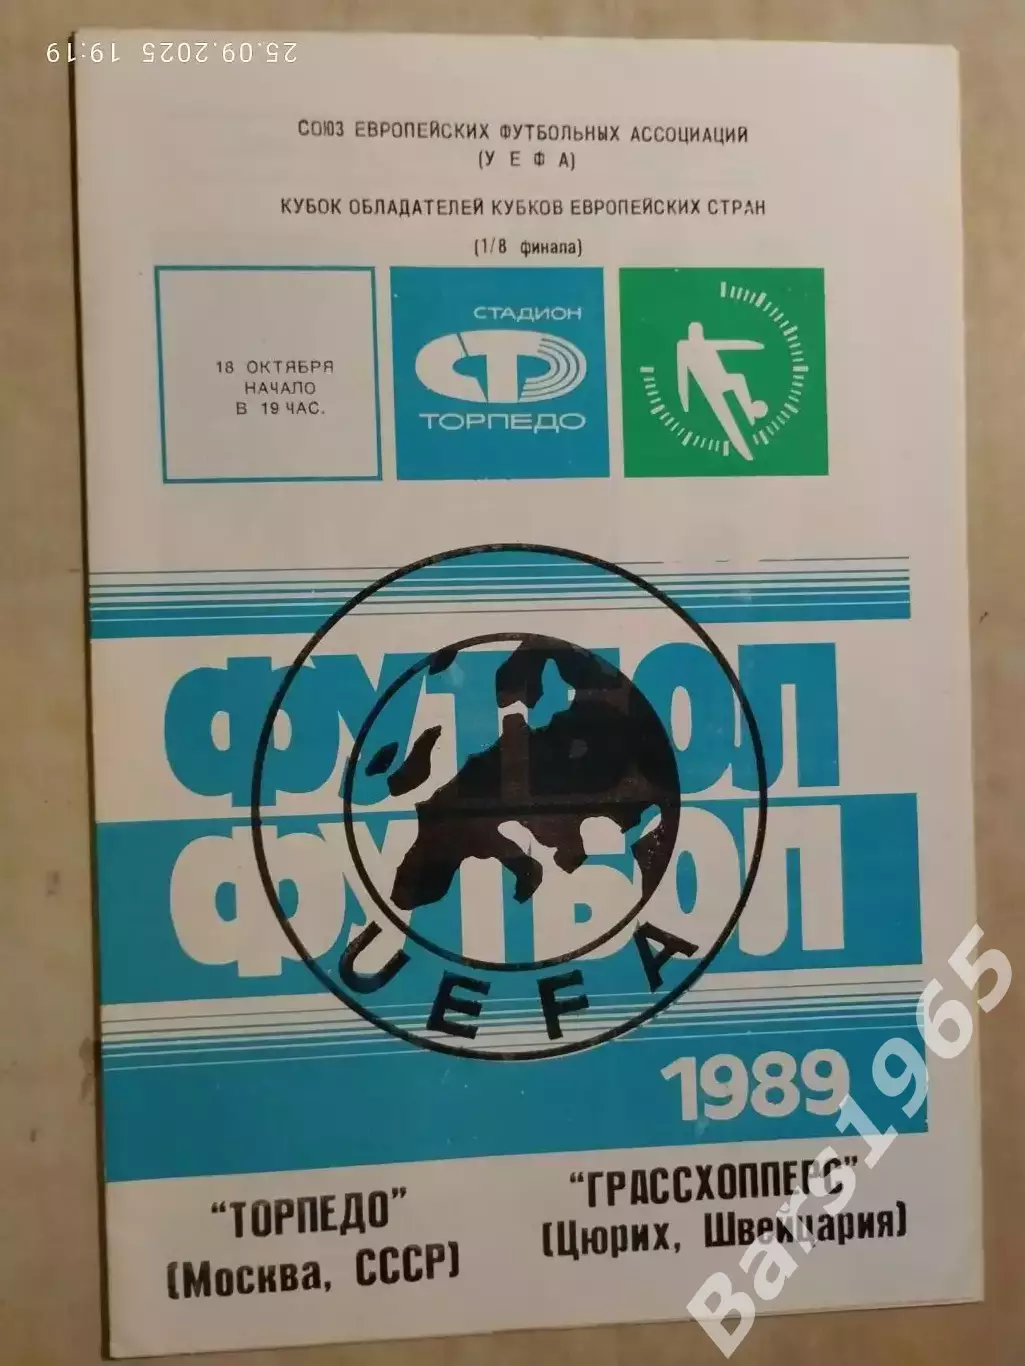 25.09.2025 19:19
СОЮЗ ЕВРОПЕЙСКИХ ФУТБОЛЬНЫХ АССОЦИАЦИЙ
(У Е Ф А)
КУБОК ОБЛАДАТЕЛЕЙ КУБКОВ ЕВРОПЕЙСКИХ СТРАН
(1/8 финала)
18 ОКТЯБРЯ
НАЧАЛО
В 19 ЧАС.
СТАДИОН
СТ
ТОРПЕДО
ФУТБОЛ
ФУТБОЛ
UEFA
1989
"ТОРПЕДО"
(Москва, СССР)
"ГРАССХОППЕРС"
(Цюрих, Швейцария)
Bars1965